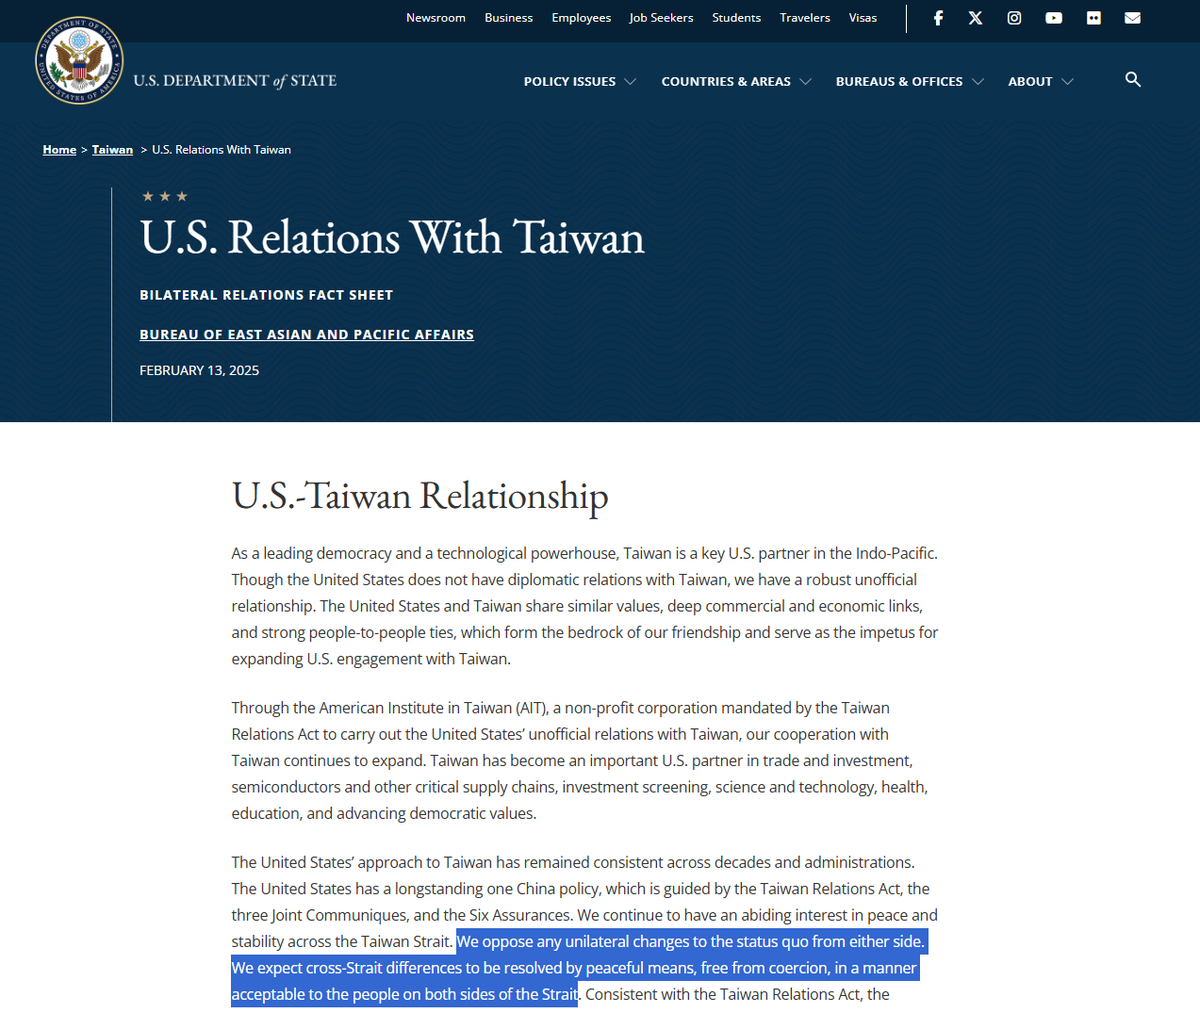 Newsroom Business Employees Job Seekers Students Travelers Visas
U.S. DEPARTMENT of STATE
POLICY ISSUES COUNTRIES & AREAS BUREAUS & OFFICES ABOUT
Home > Taiwan > U.S. Relations With Taiwan
U.S. Relations With Taiwan
BILATERAL RELATIONS FACT SHEET
BUREAU OF EAST ASIAN AND PACIFIC AFFAIRS
FEBRUARY 13, 2025
U.S.-Taiwan Relationship
As a leading democracy and a technological powerhouse, Taiwan is a key U.S. partner in the Indo-Pacific.
Though the United States does not have diplomatic relations with Taiwan, we have a robust unofficial
relationship. The United States and Taiwan share similar values, deep commercial and economic links,
and strong people-to-people ties, which form the bedrock of our friendship and serve as the impetus for
expanding U.S. engagement with Taiwan.
Through the American Institute in Taiwan (AIT), a non-profit corporation mandated by the Taiwan
Relations Act to carry out the United States’ unofficial relations with Taiwan, our cooperation with
Taiwan continues to expand. Taiwan has become an important U.S. partner in trade and investment,
semiconductors and other critical supply chains, investment screening, science and technology, health,
education, and advancing democratic values.
The United States’ approach to Taiwan has remained consistent across decades and administrations.
The United States has a longstanding one China policy, which is guided by the Taiwan Relations Act, the
three Joint Communiques, and the Six Assurances. We continue to have an abiding interest in peace and
stability across the Taiwan Strait. We oppose any unilateral changes to the status quo from either side.
We expect cross-Strait differences to be resolved by peaceful means, free from coercion, in a manner
acceptable to the people on both sides of the Strait. Consistent with the Taiwan Relations Act, the